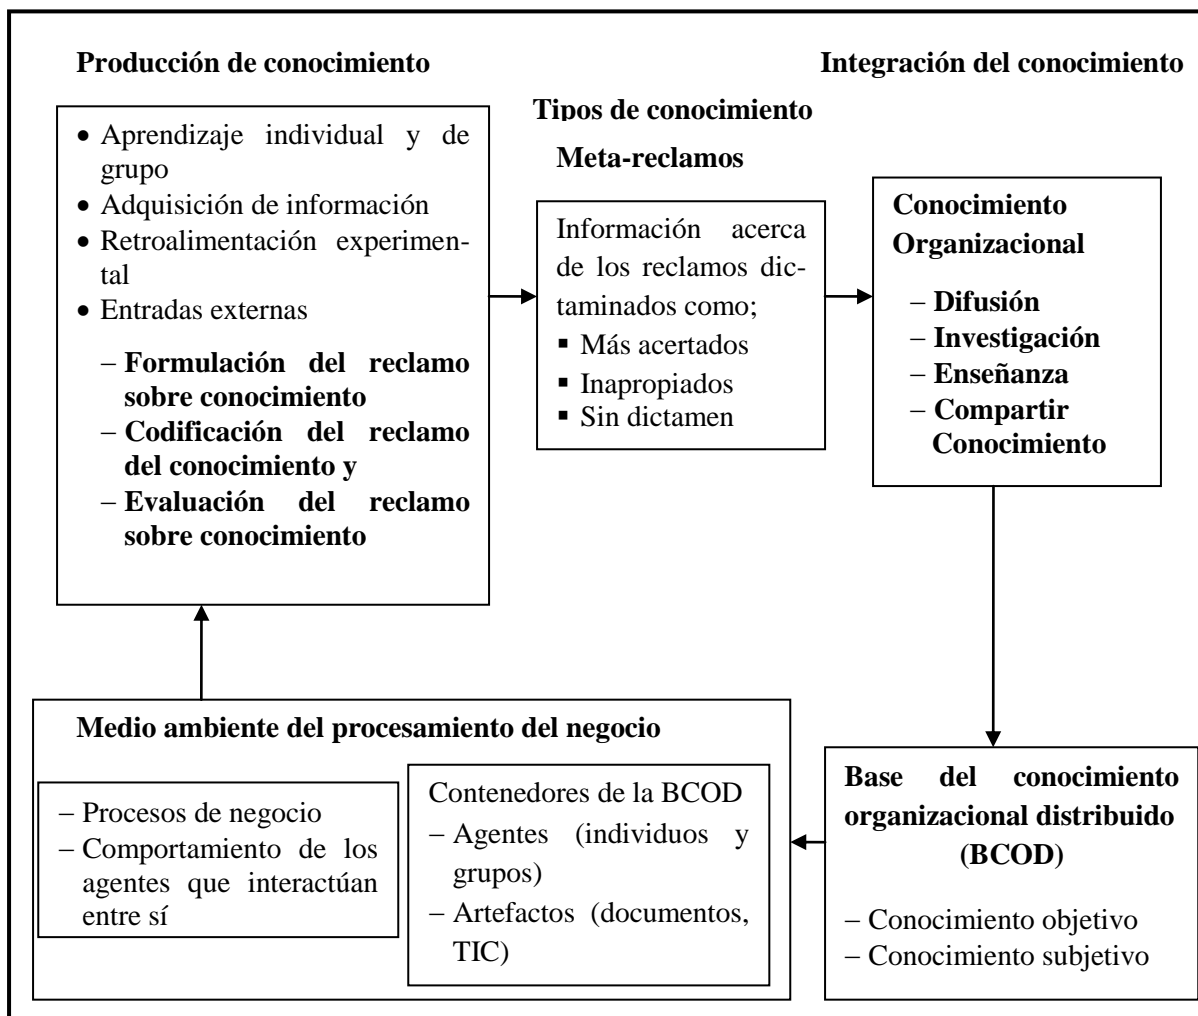 Producción de conocimiento
Integración del conocimiento
Tipos de conocimiento
Meta-reclamos
• Aprendizaje individual y de
grupo
• Adquisición de información
• Retroalimentación experimen-
tal
• Entradas externas
– Formulación del reclamo
sobre conocimiento
– Codificación del reclamo
del conocimiento y
– Evaluación del reclamo
sobre conocimiento
Información acerca
de los reclamos dic-
taminados como;
▪ Más acertados
▪ Inapropiados
▪ Sin dictamen
Conocimiento
Organizacional
– Difusión
– Investigación
– Enseñanza
– Compartir
Conocimiento
Medio ambiente del procesamiento del negocio
– Procesos de negocio
– Comportamiento de los
agentes que interactúan
entre sí
Contenedores de la BCOD
– Agentes (individuos y
grupos)
– Artefactos (documentos,
TIC)
Base del conocimiento
organizacional distribuido
(BCOD)
– Conocimiento objetivo
– Conocimiento subjetivo